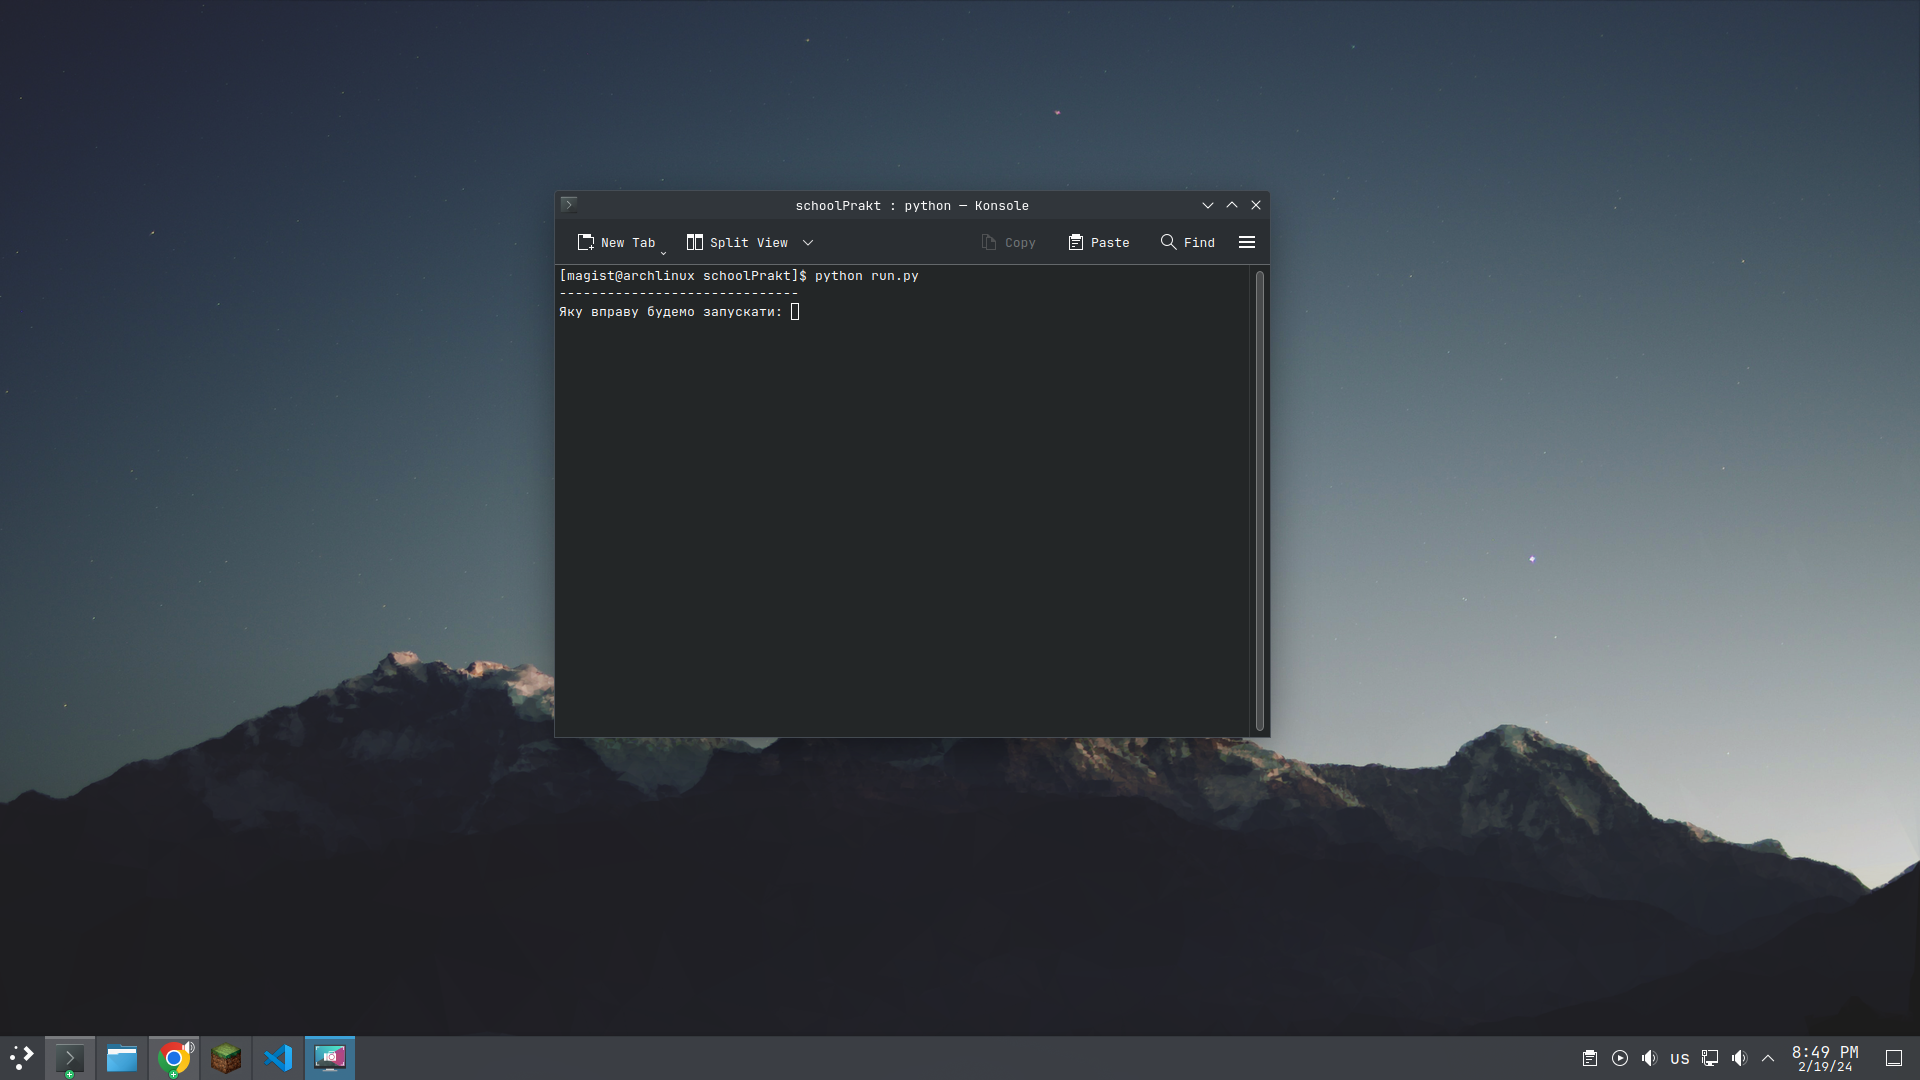 schoolPrakt : python — Konsole
New Tab
Split View
Copy
Paste
Find
[magist@archlinux schoolPrakt]$ python run.py
------------------------------
Яку вправу будемо запускати:
US
8:49 PM
2/19/24